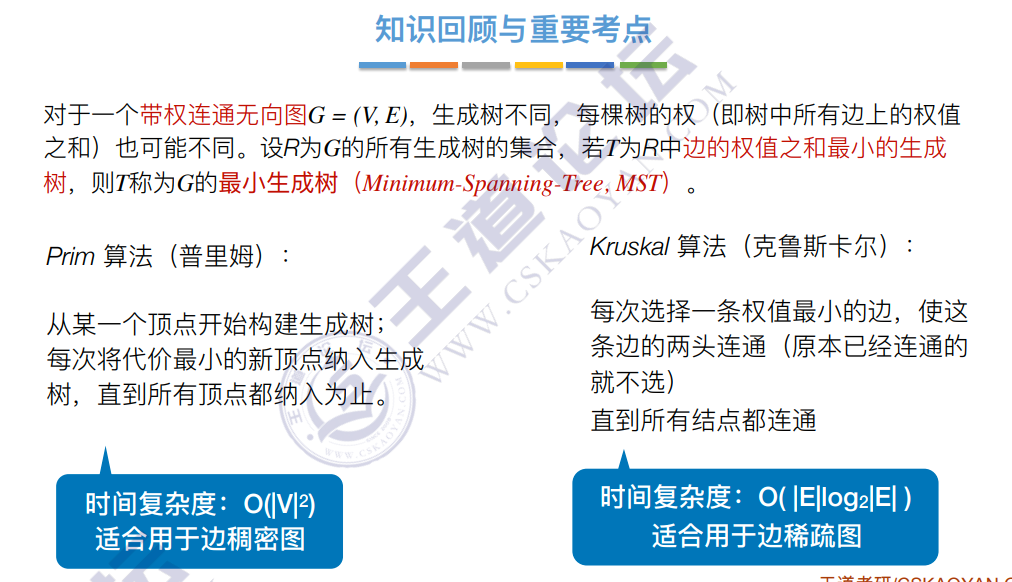 知识回顾与重要考点
对于一个带权连通无向图G = (V, E)，生成树不同，每棵树的权（即树中所有边上的权值
之和）也可能不同。设R为G的所有生成树的集合，若T为R中边的权值之和最小的生成
树，则T称为G的最小生成树（Minimum-Spanning-Tree, MST）。
Prim 算法（普里姆）：
从某一个顶点开始构建生成树；
每次将代价最小的新顶点纳入生成
树，直到所有顶点都纳入为止。
时间复杂度：O(|V|²)
适合用于边稠密图
Kruskal 算法（克鲁斯卡尔）：
每次选择一条权值最小的边，使这
条边的两头连通（原本已经连通的
就不选）
直到所有结点都连通
时间复杂度：O( |E|log₂|E| )
适合用于边稀疏图
王道论坛
WWW.CSKAOYAN.COM